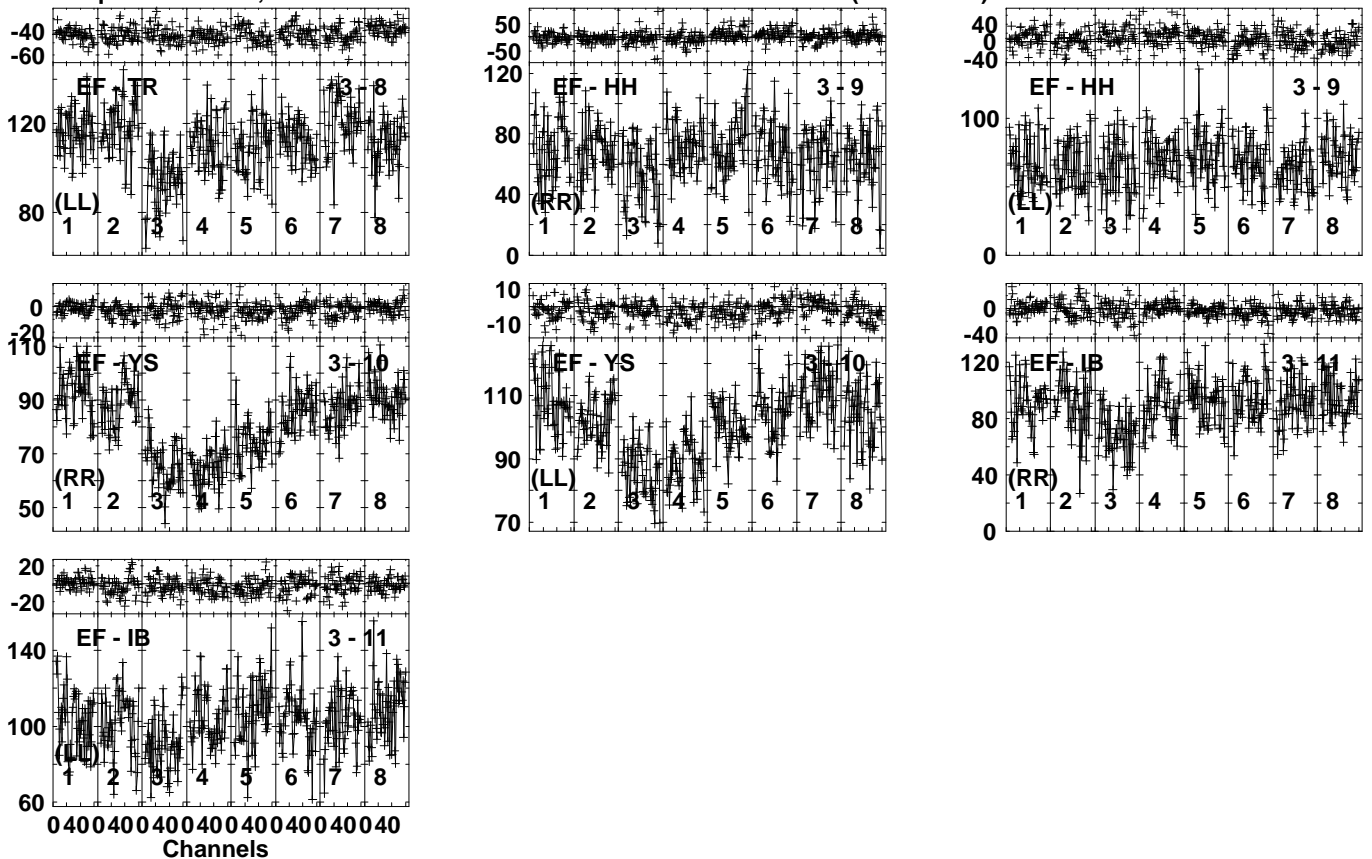 -40
-60
EF - TR 3 - 8
120
80
(LL)
1 2 3 4 5 6 7 8
50
-50
120
EF - HH 3 - 9
80
40
(RR)
1 2 3 4 5 6 7 8
0
40
0
-40
EF - HH 3 - 9
100
(LL)
1 2 3 4 5 6 7 8
0
0
-20
110
EF - YS 3 - 10
90
70
(RR)
50
1 2 3 4 5 6 7 8
10
-10
EF - YS 3 - 10
110
90
(LL)
70
1 2 3 4 5 6 7 8
0
-40
120
EF - IB 3 - 11
80
40
(RR)
1 2 3 4 5 6 7 8
0
20
-20
EF - IB 3 - 11
140
100
(LL)
1 2 3 4 5 6 7 8
60
0 40 0 40 0 40 0 40 0 40 0 40 0 40 0 40
Channels